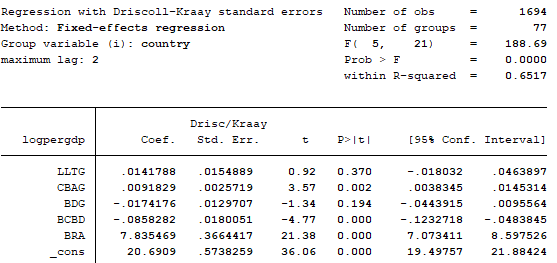 Regression with Driscoll-Kraay standard errors Number of obs = 1694
Method: Fixed-effects regression Number of groups = 77
Group variable (i): country F( 5, 21) = 188.69
maximum lag: 2 Prob > F = 0.0000
within R-squared = 0.6517
Drisc/Kraay
logpergdp Coef. Std. Err. t P>|t| [95% Conf. Interval]
LLTG .0141788 .0154889 0.92 0.370 -.018032 .0463897
CBAG .0091829 .0025719 3.57 0.002 .0038345 .0145314
BDG -.0174176 .0129707 -1.34 0.194 -.0443915 .0095564
BCBD -.0858282 .0180051 -4.77 0.000 -.1232718 -.0483845
BRA 7.835469 .3664417 21.38 0.000 7.073411 8.597526
_cons 20.6909 .5738259 36.06 0.000 19.49757 21.88424